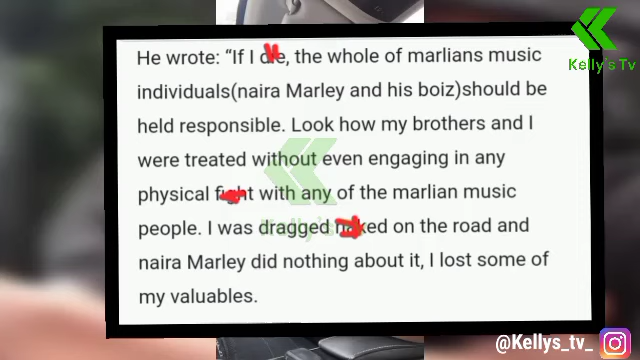 Kelly's Tv
He wrote: “If I die, the whole of marlians music
individuals(naira Marley and his boiz)should be
held responsible. Look how my brothers and I
were treated without even engaging in any
physical fight with any of the marlian music
people. I was dragged naked on the road and
naira Marley did nothing about it, I lost some of
my valuables.
@Kellys_tv_